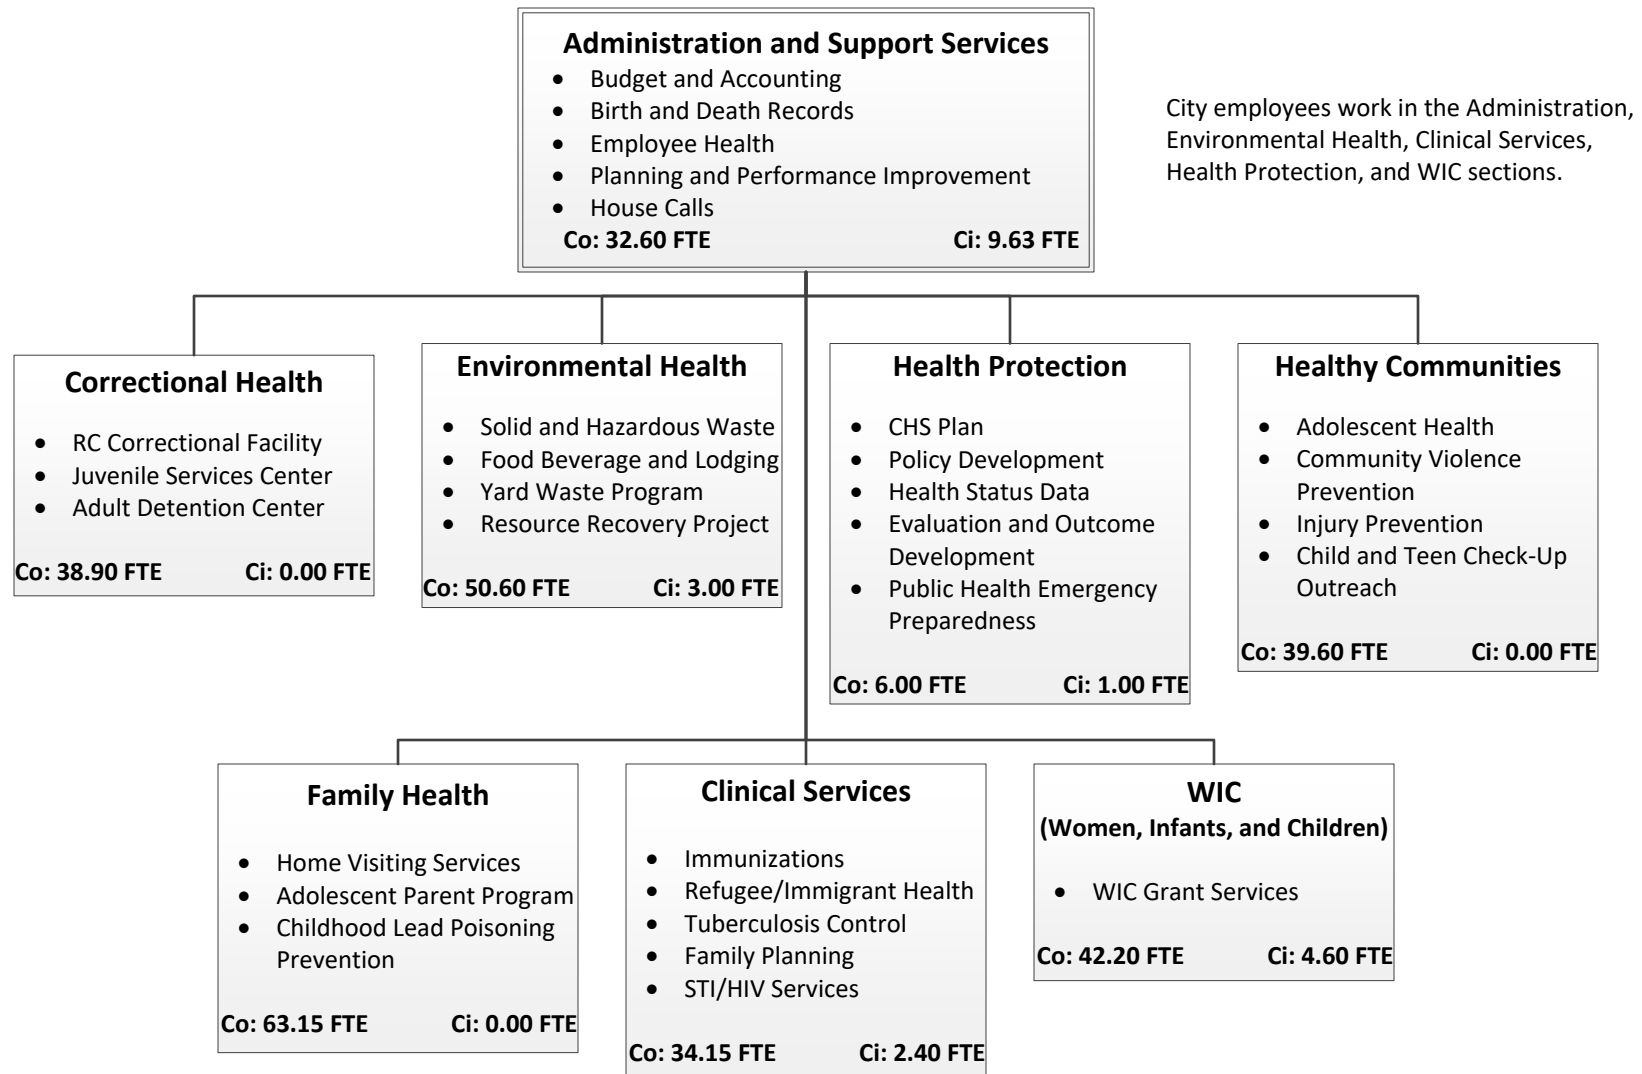 Administration and Support Services
• Budget and Accounting
• Birth and Death Records
• Employee Health
• Planning and Performance Improvement
• House Calls
Co: 32.60 FTE Ci: 9.63 FTE
City employees work in the Administration,
Environmental Health, Clinical Services,
Health Protection, and WIC sections.
Correctional Health
• RC Correctional Facility
• Juvenile Services Center
• Adult Detention Center
Co: 38.90 FTE Ci: 0.00 FTE
Environmental Health
• Solid and Hazardous Waste
• Food Beverage and Lodging
• Yard Waste Program
• Resource Recovery Project
Co: 50.60 FTE Ci: 3.00 FTE
Health Protection
• CHS Plan
• Policy Development
• Health Status Data
• Evaluation and Outcome
Development
• Public Health Emergency
Preparedness
Co: 6.00 FTE Ci: 1.00 FTE
Healthy Communities
• Adolescent Health
• Community Violence
Prevention
• Injury Prevention
• Child and Teen Check-Up
Outreach
Co: 39.60 FTE Ci: 0.00 FTE
Family Health
• Home Visiting Services
• Adolescent Parent Program
• Childhood Lead Poisoning
Prevention
Co: 63.15 FTE Ci: 0.00 FTE
Clinical Services
• Immunizations
• Refugee/Immigrant Health
• Tuberculosis Control
• Family Planning
• STI/HIV Services
Co: 34.15 FTE Ci: 2.40 FTE
WIC
(Women, Infants, and Children)
• WIC Grant Services
Co: 42.20 FTE Ci: 4.60 FTE